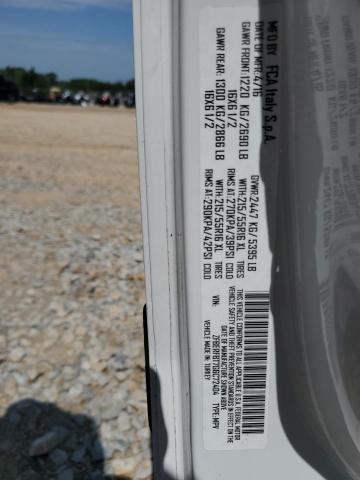 MFD BY FCA Italy S.p.A.
DATE OF MFR:4/16 GVWR:2447 KG/5395 LB
GAWR FRONT:1220 KG/2690 LB WITH:215/55R16 XL TIRES
16X6 1/2 RIMS AT:270KPA/39PSI COLD
GAWR REAR: 1300 KG/2866 LB WITH:215/55R16 XL TIRES
16X6 1/2 RIMS AT:290KPA/42PSI COLD
THIS VEHICLE CONFORMS TO ALL APPLICABLE U.S.A. FEDERAL MOTOR
VEHICLE SAFETY AND THEFT PREVENTION STANDARDS IN EFFECT ON THE
DATE OF MANUFACTURE SHOWN ABOVE
MADE IN: TURKEY
VIN: ZFBERFBT7G6C72404 TYPE:MPV